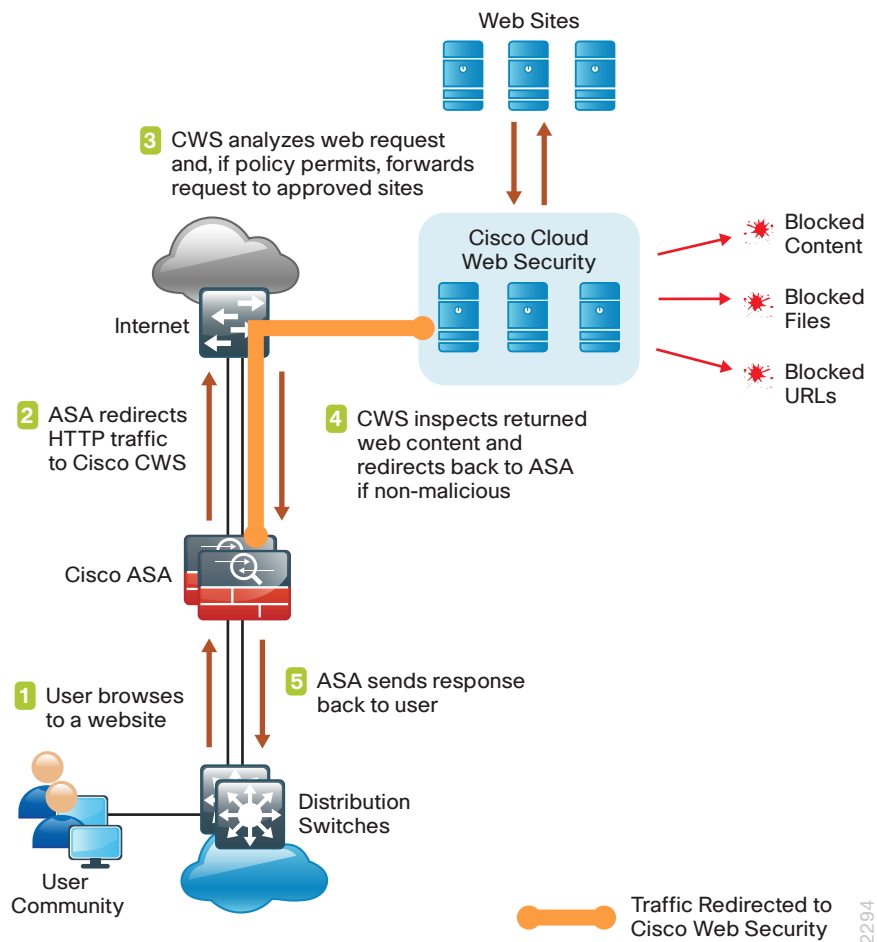 Web Sites
3 CWS analyzes web request
and, if policy permits, forwards
request to approved sites
Cisco Cloud
Web Security
Blocked
Content
Blocked
Files
Blocked
URLs
Internet
2 ASA redirects
HTTP traffic
to Cisco CWS
4 CWS inspects returned
web content and
redirects back to ASA
if non-malicious
Cisco ASA
1 User browses
to a website
5 ASA sends response
back to user
Distribution
Switches
User
Community
Traffic Redirected to
Cisco Web Security
2294